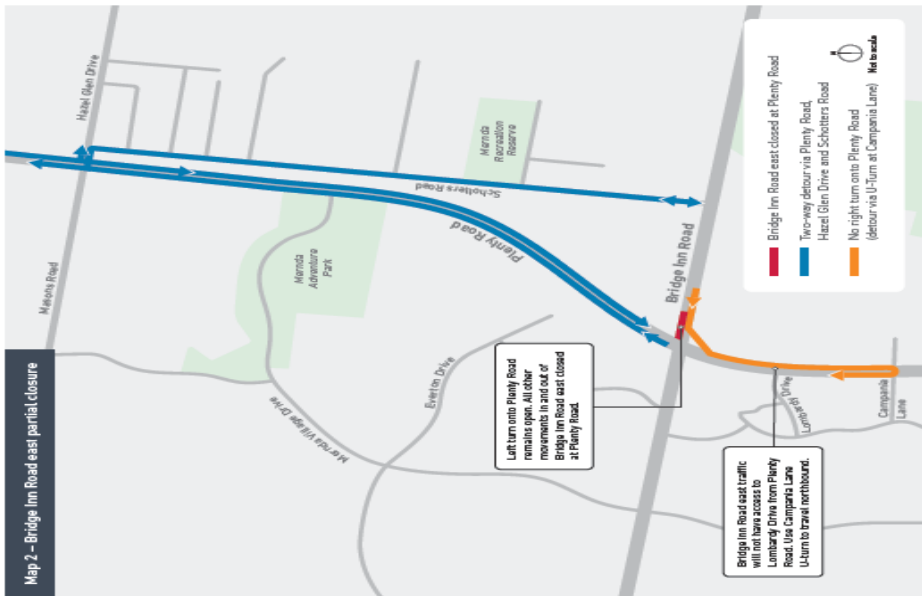 Map 2 – Bridge Inn Road east partial closure
Hazel Glen Drive
Masons Road
Schotters Road
Plenty Road
Mernda
Recreation
Reserve
Mernda
Adventure
Park
Mernda Village Drive
Everton Drive
Bridge Inn Road
Lombardy Drive
Campania
Lane
Left turn onto Plenty Road
remains open. All other
movements in and out of
Bridge Inn Road east closed
at Plenty Road.
Bridge Inn Road east traffic
will not have access to
Lombardy Drive from Plenty
Road. Use Campania Lane
U-turn to travel northbound.
Bridge Inn Road east closed at Plenty Road
Two-way detour via Plenty Road,
Hazel Glen Drive and Schotters Road
No right turn onto Plenty Road
(detour via U-Turn at Campania Lane)
N
Not to scale